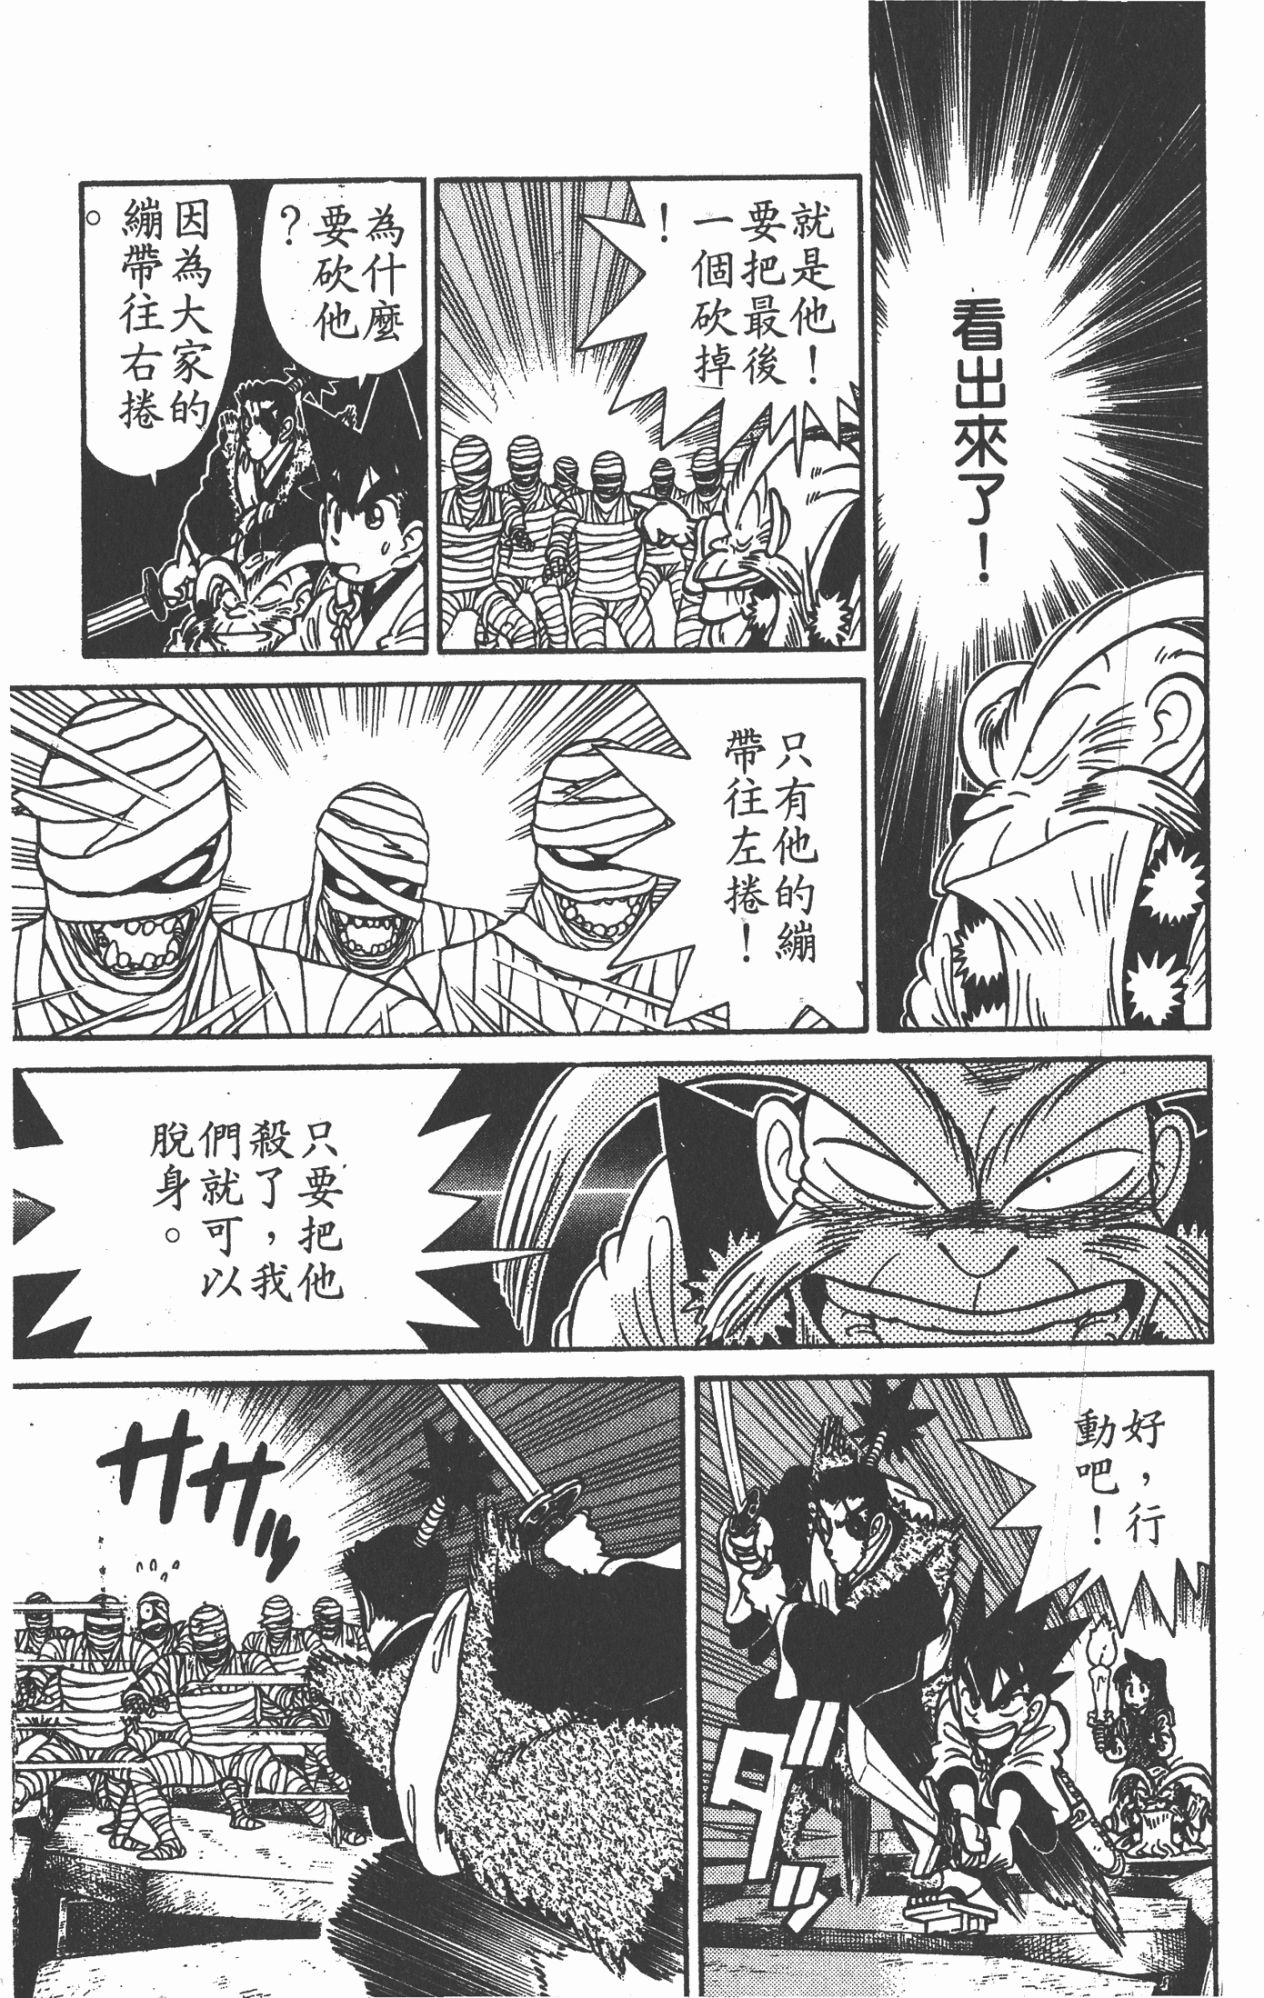 看出來了！
就是他！
要把最後
一個砍掉
！
為什麼
要砍他
？
因為大家的
繃帶往右捲
。
只有他的繃
帶往左捲！
只要把他
殺了，我
們就可以
脫身。
好，行
動吧！
ロクッ
ササッ